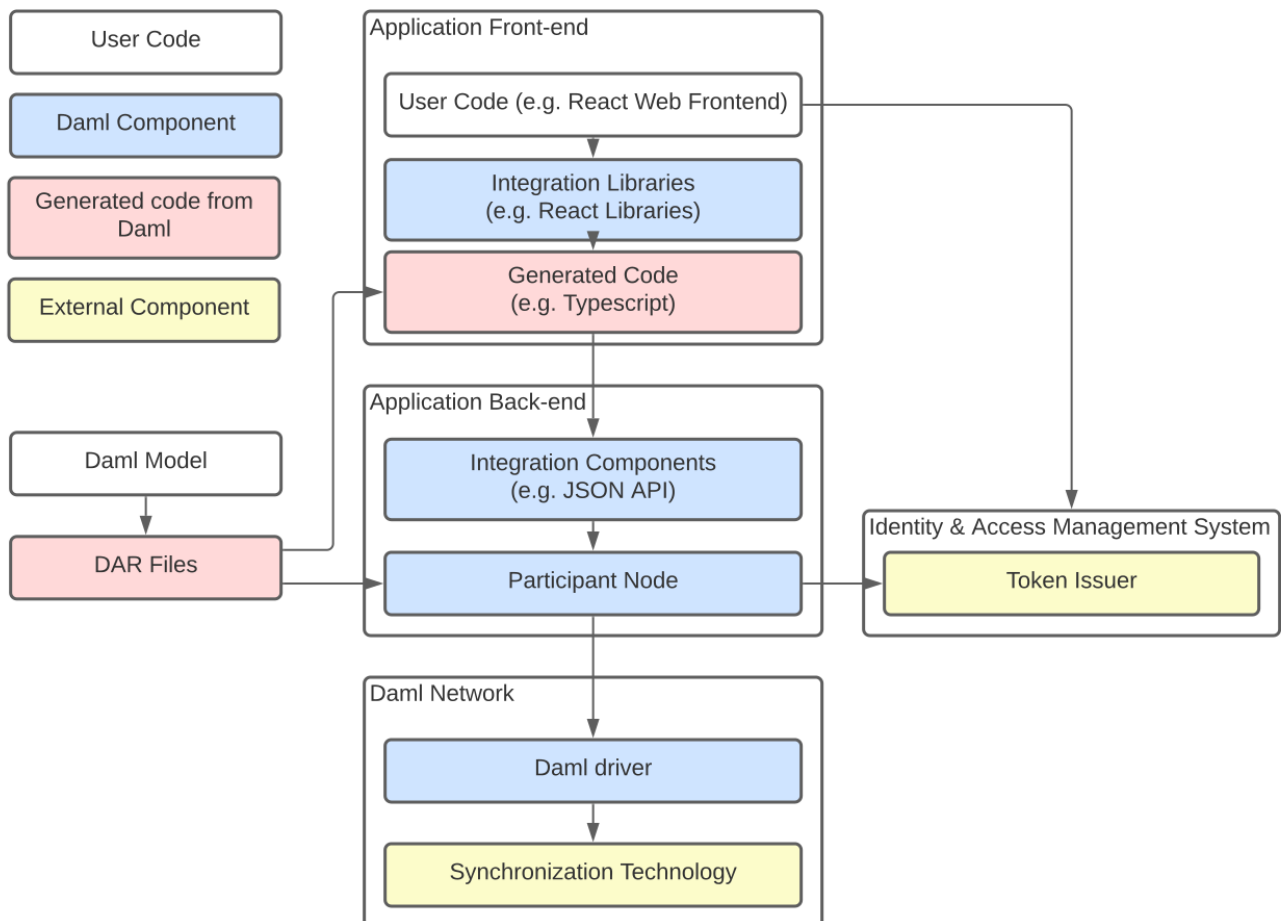 User Code
Daml Component
Generated code from
Daml
External Component
Daml Model
DAR Files
Application Front-end
User Code (e.g. React Web Frontend)
Integration Libraries
(e.g. React Libraries)
Generated Code
(e.g. Typescript)
Application Back-end
Integration Components
(e.g. JSON API)
Participant Node
Identity & Access Management System
Token Issuer
Daml Network
Daml driver
Synchronization Technology